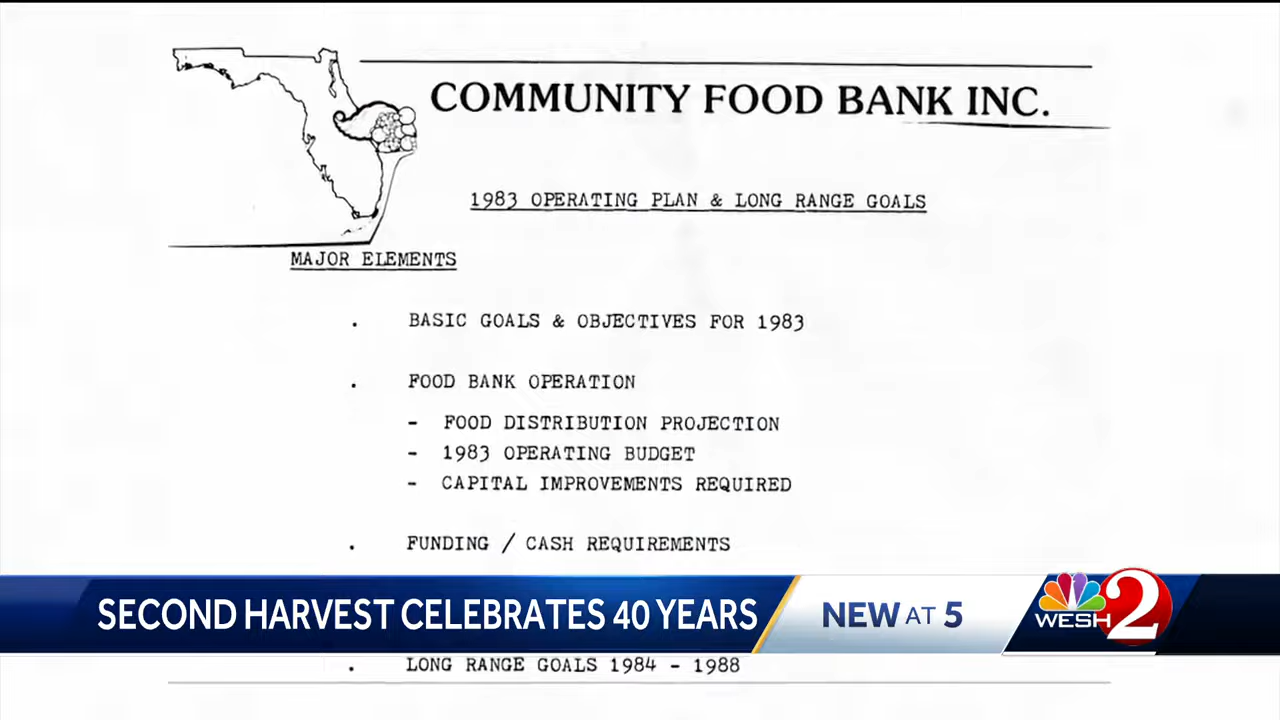 COMMUNITY FOOD BANK INC.
1983 OPERATING PLAN & LONG RANGE GOALS
MAJOR ELEMENTS
. BASIC GOALS & OBJECTIVES FOR 1983
. FOOD BANK OPERATION
- FOOD DISTRIBUTION PROJECTION
- 1983 OPERATING BUDGET
- CAPITAL IMPROVEMENTS REQUIRED
. FUNDING / CASH REQUIREMENTS
SECOND HARVEST CELEBRATES 40 YEARS
NEW AT 5
WESH 2
. LONG RANGE GOALS 1984 - 1988